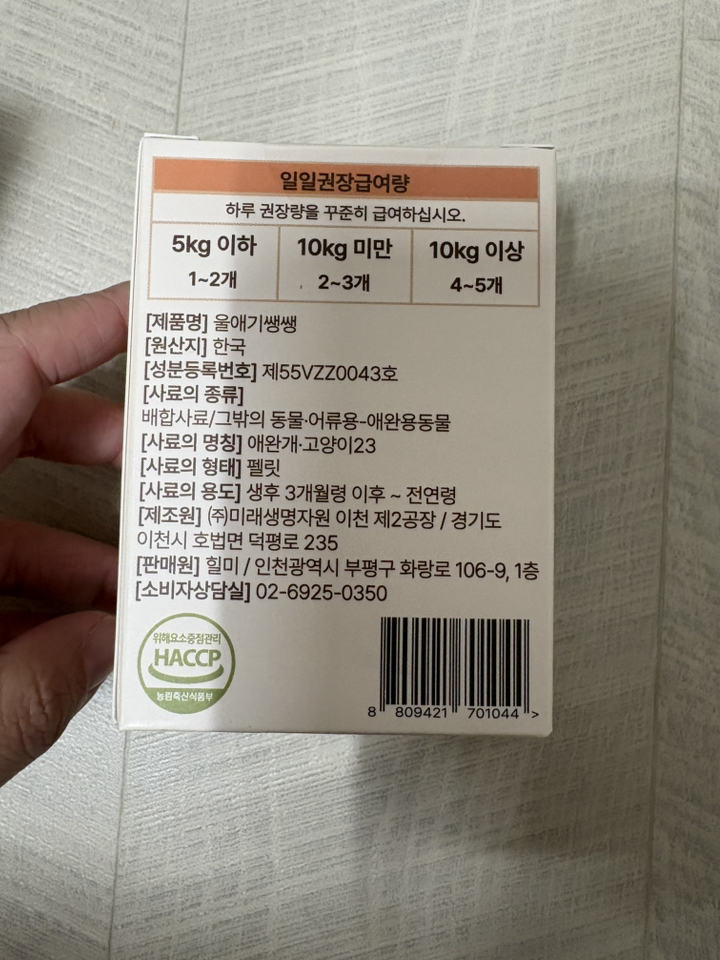 일일권장급여량
하루 권장량을 꾸준히 급여하십시오.
5kg 이하 10kg 미만 10kg 이상
1~2개 2~3개 4~5개
[제품명] 울애기쌩쌩
[원산지] 한국
[성분등록번호] 제55VZZ0043호
[사료의 종류]
배합사료/그밖의 동물·어류용-애완용동물
[사료의 명칭] 애완개·고양이23
[사료의 형태] 펠릿
[사료의 용도] 생후 3개월령 이후 ~ 전연령
[제조원] ㈜미래생명자원 이천 제2공장 / 경기도
이천시 호법면 덕평로 235
[판매원] 힐미 / 인천광역시 부평구 화랑로 106-9, 1층
[소비자상담실] 02-6925-0350
위해요소중점관리
HACCP
농림축산식품부
8 809421 701044 >